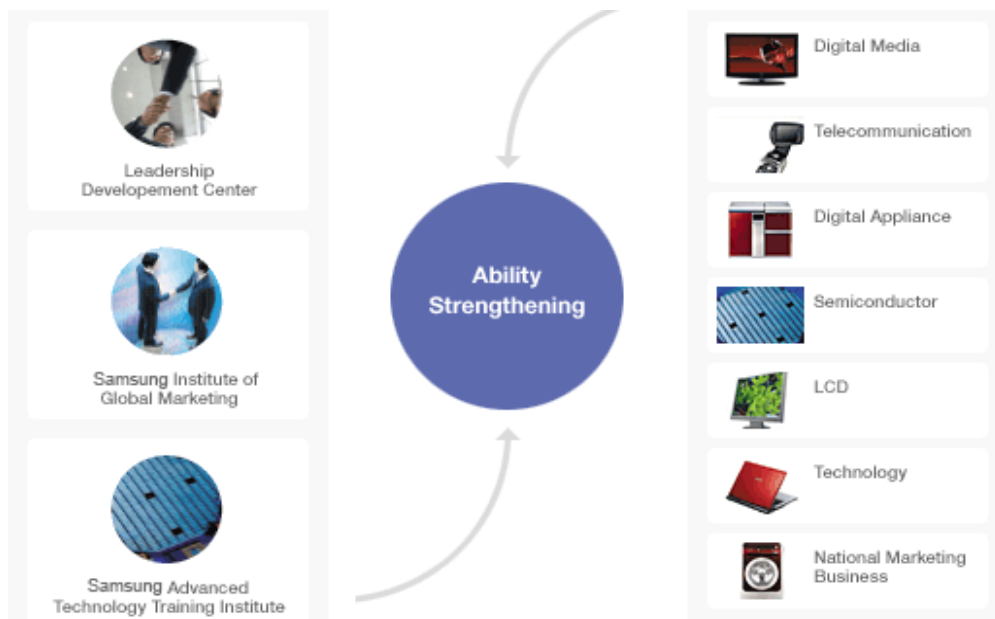 Leadership
Developement Center
Samsung Institute of
Global Marketing
Samsung Advanced
Technology Training Institute
Ability
Strengthening
Digital Media
Telecommunication
Digital Appliance
Semiconductor
LCD
Technology
National Marketing
Business